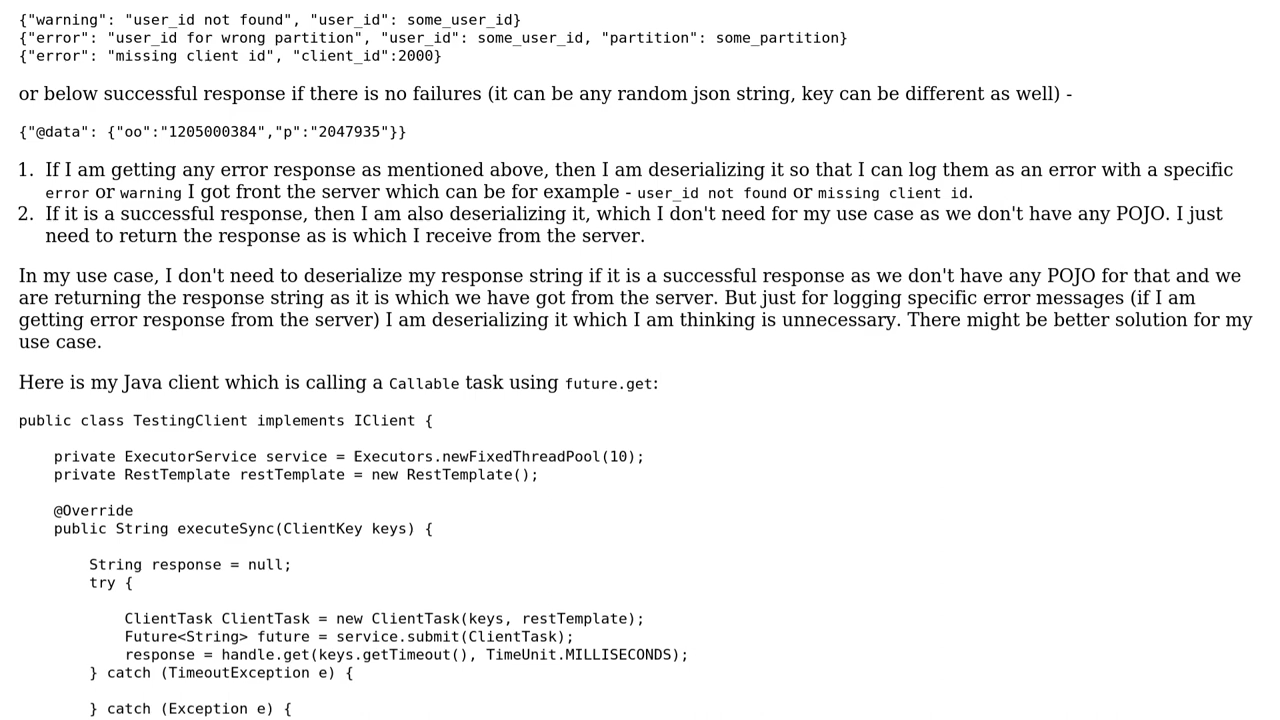 {"warning": "user_id not found", "user_id": some_user_id}
{"error": "user_id for wrong partition", "user_id": some_user_id, "partition": some_partition}
{"error": "missing client id", "client_id":2000}
or below successful response if there is no failures (it can be any random json string, key can be different as well) -
{"@data": {"oo":"1205000384","p":"2047935"}}
1. If I am getting any error response as mentioned above, then I am deserializing it so that I can log them as an error with a specific
error or warning I got front the server which can be for example - user_id not found or missing client id.
2. If it is a successful response, then I am also deserializing it, which I don't need for my use case as we don't have any POJO. I just
need to return the response as is which I receive from the server.
In my use case, I don't need to deserialize my response string if it is a successful response as we don't have any POJO for that and we
are returning the response string as it is which we have got from the server. But just for logging specific error messages (if I am
getting error response from the server) I am deserializing it which I am thinking is unnecessary. There might be better solution for my
use case.
Here is my Java client which is calling a Callable task using future.get:
public class TestingClient implements IClient {
    private ExecutorService service = Executors.newFixedThreadPool(10);
    private RestTemplate restTemplate = new RestTemplate();
    @Override
    public String executeSync(ClientKey keys) {
        String response = null;
        try {
            ClientTask ClientTask = new ClientTask(keys, restTemplate);
            Future<String> future = service.submit(ClientTask);
            response = handle.get(keys.getTimeout(), TimeUnit.MILLISECONDS);
        } catch (TimeoutException e) {
        } catch (Exception e) {